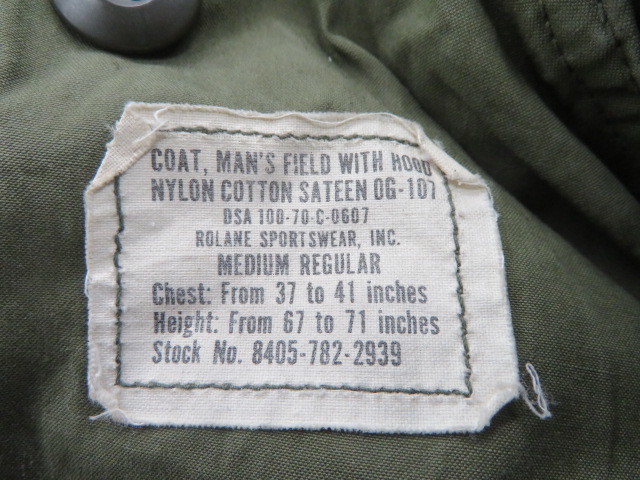 COAT, MAN'S FIELD WITH HOOD
NYLON COTTON SATEEN OG-107
DSA 100-70-C-0607
ROLANE SPORTSWEAR, INC.
MEDIUM REGULAR
Chest: From 37 to 41 inches
Height: From 67 to 71 inches
Stock No. 8405-782-2939